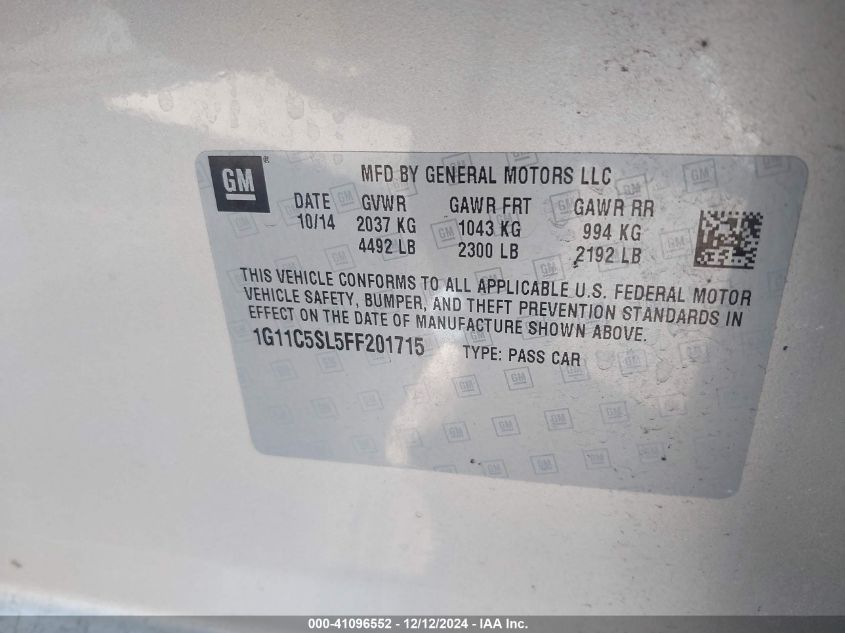 GM®
MFD BY GENERAL MOTORS LLC
DATE GVWR GAWR FRT GAWR RR
10/14 2037 KG 1043 KG 994 KG
4492 LB 2300 LB 2192 LB
THIS VEHICLE CONFORMS TO ALL APPLICABLE U.S. FEDERAL MOTOR
VEHICLE SAFETY, BUMPER, AND THEFT PREVENTION STANDARDS IN
EFFECT ON THE DATE OF MANUFACTURE SHOWN ABOVE.
1G11C5SL5FF201715 TYPE: PASS CAR
000-41096552 - 12/12/2024 - IAA Inc.